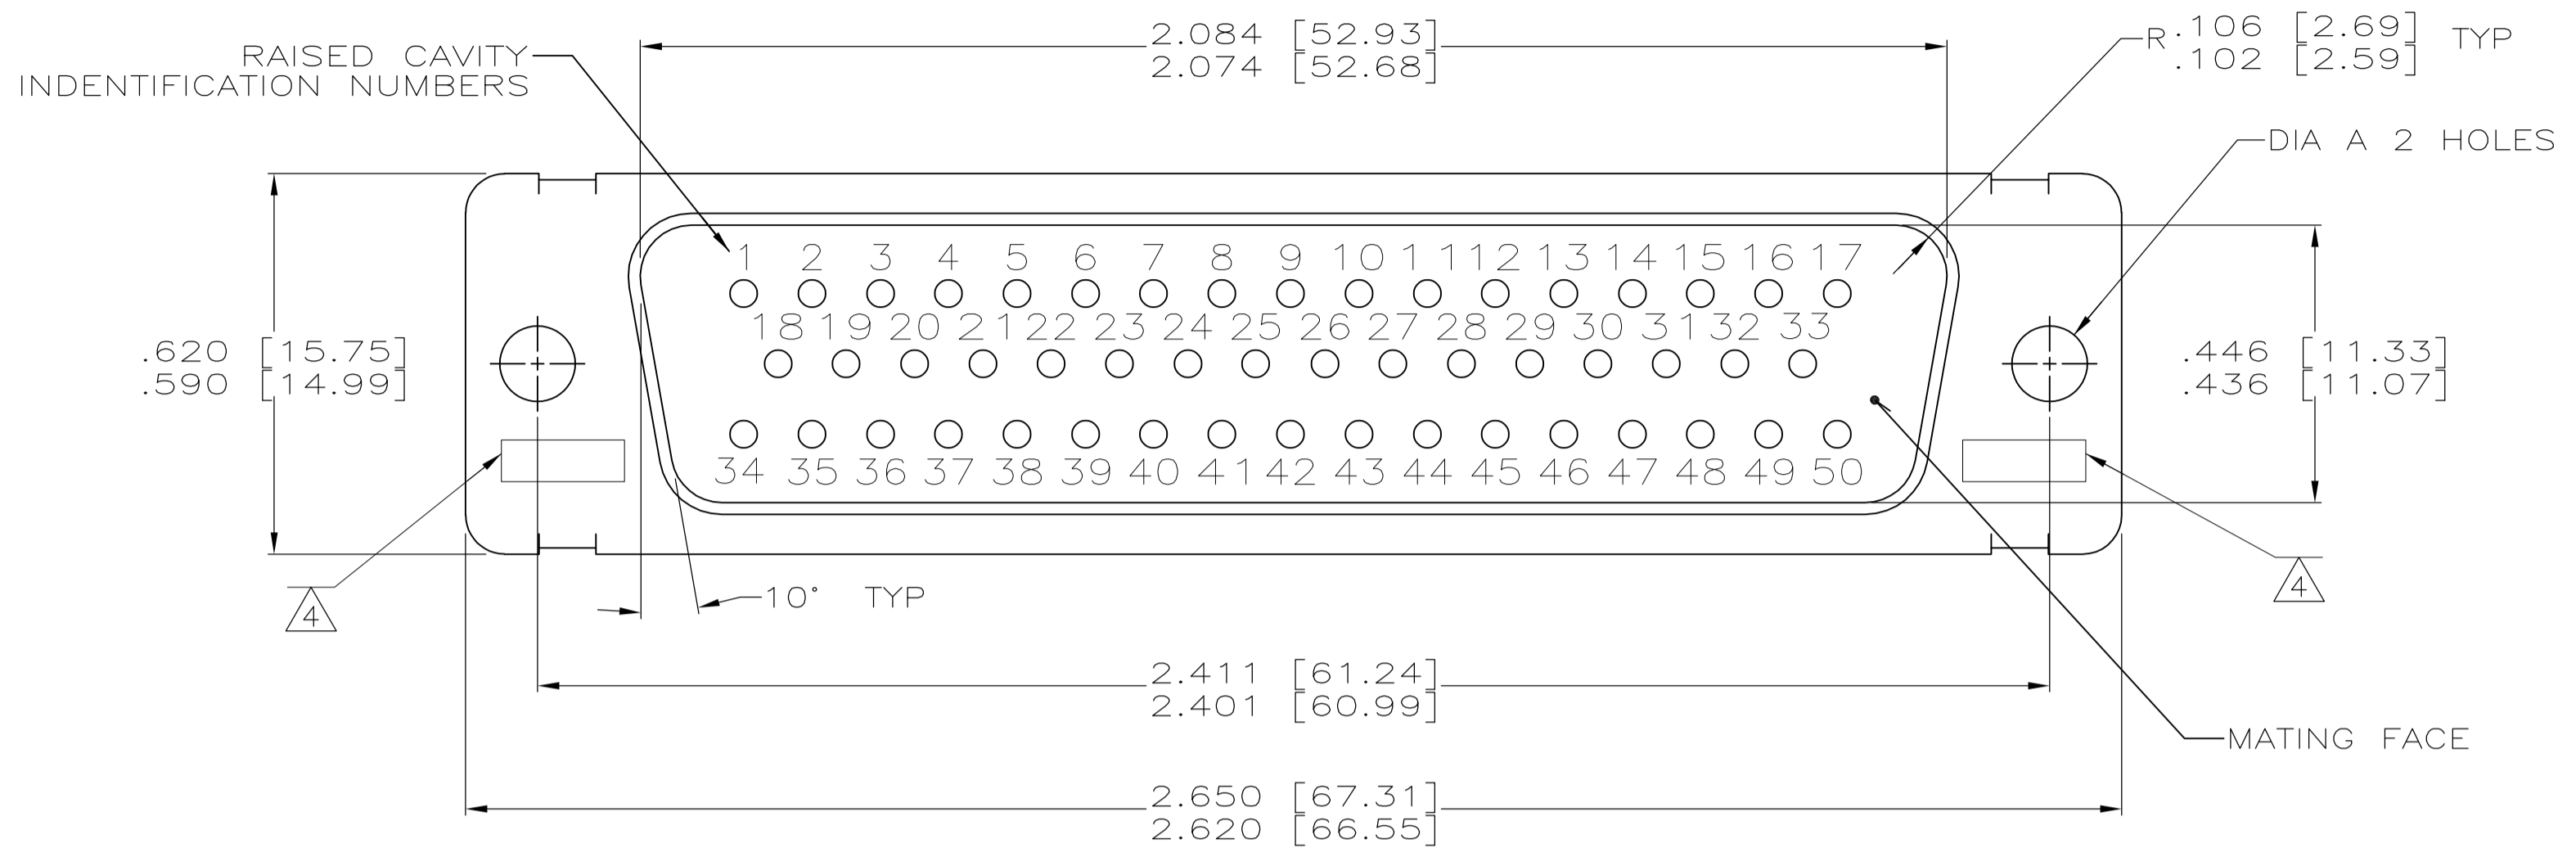 2.084 [52.93]
2.074 [52.68]
R .106 [2.69] TYP
.102 [2.59]
RAISED CAVITY
INDENTIFICATION NUMBERS
DIA A 2 HOLES
1 2 3 4 5 6 7 8 9 10 11 12 13 14 15 16 17
18 19 20 21 22 23 24 25 26 27 28 29 30 31 32 33
.620 [15.75]
.590 [14.99]
.446 [11.33]
.436 [11.07]
34 35 36 37 38 39 40 41 42 43 44 45 46 47 48 49 50
4
10° TYP
4
2.411 [61.24]
2.401 [60.99]
MATING FACE
2.650 [67.31]
2.620 [66.55]